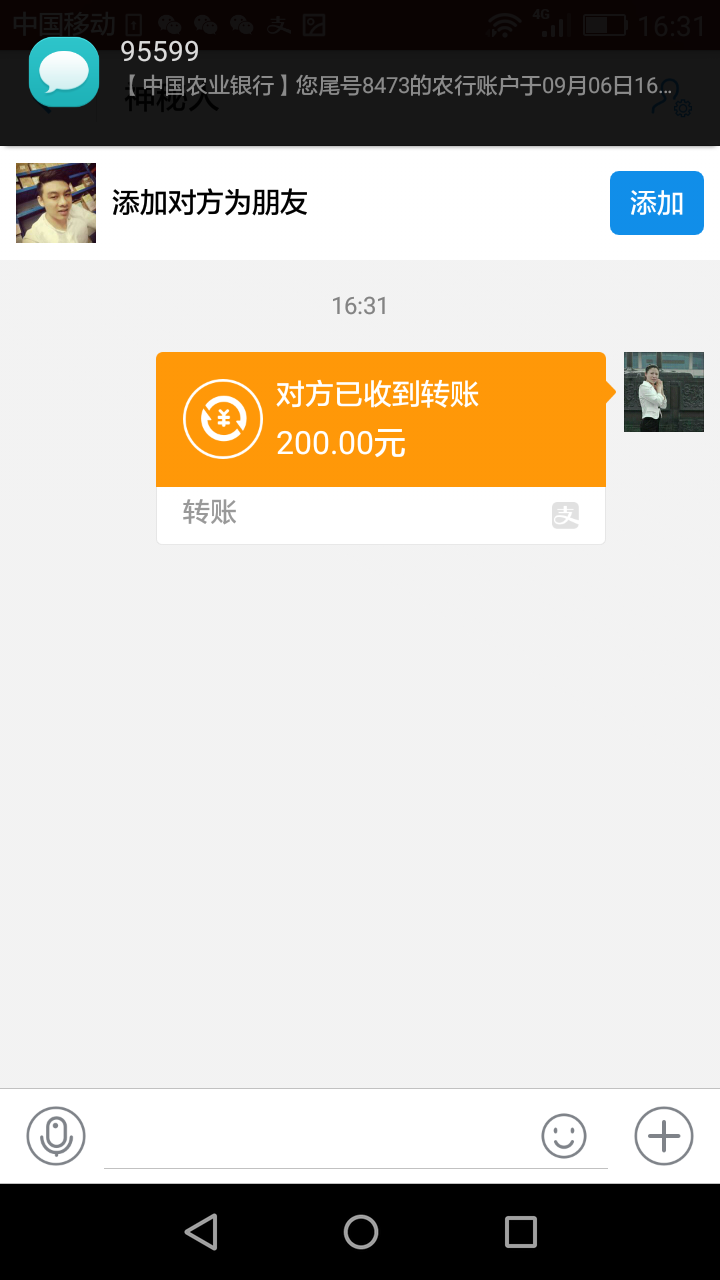 中国移动 4G 16:31
95599
【中国农业银行】您尾号8473的农行账户于09月06日16...
神秘人
添加对方为朋友
添加
16:31
对方已收到转账
200.00元
转账
支